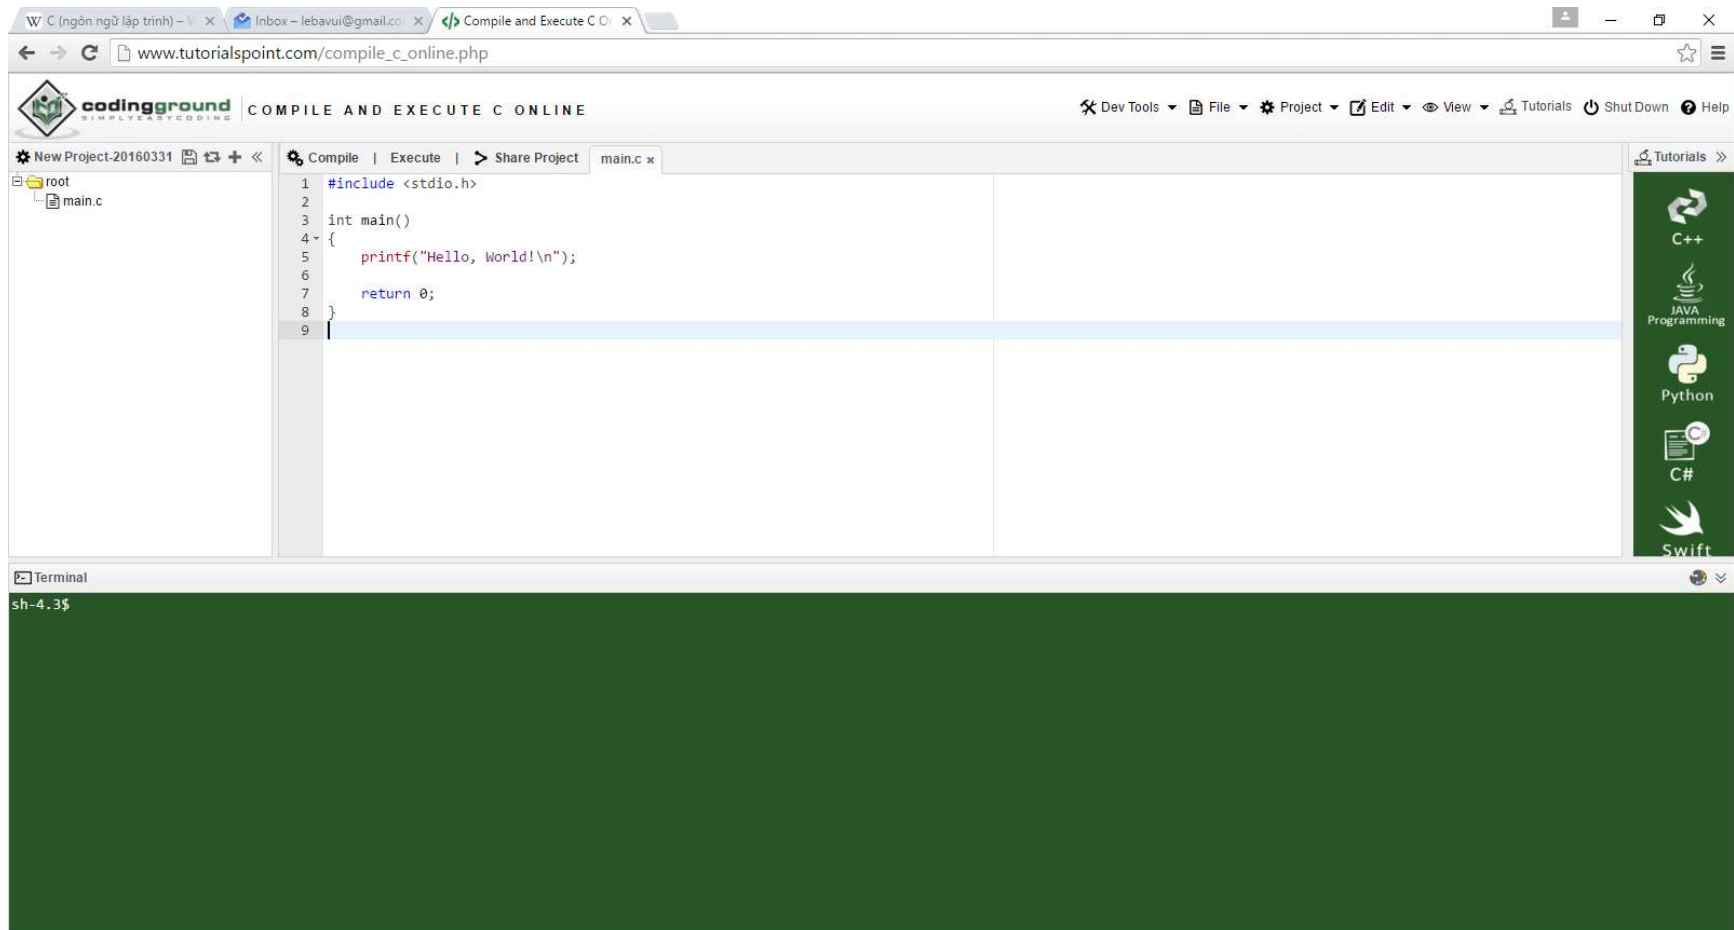 C (ngôn ngữ lập trình) –
Inbox – lebavui@gmail.co
Compile and Execute C O
www.tutorialspoint.com/compile_c_online.php
codingground
SIMPLYEASYCODING
COMPILE AND EXECUTE C ONLINE
Dev Tools File Project Edit View Tutorials Shut Down Help
New Project-20160331
Compile | Execute | Share Project main.c x
Tutorials
root
main.c
1 #include <stdio.h>
2
3 int main()
4 {
5 printf("Hello, World!\n");
6
7 return 0;
8 }
9
C++
JAVA
Programming
Python
C#
Swift
Terminal
sh-4.3$